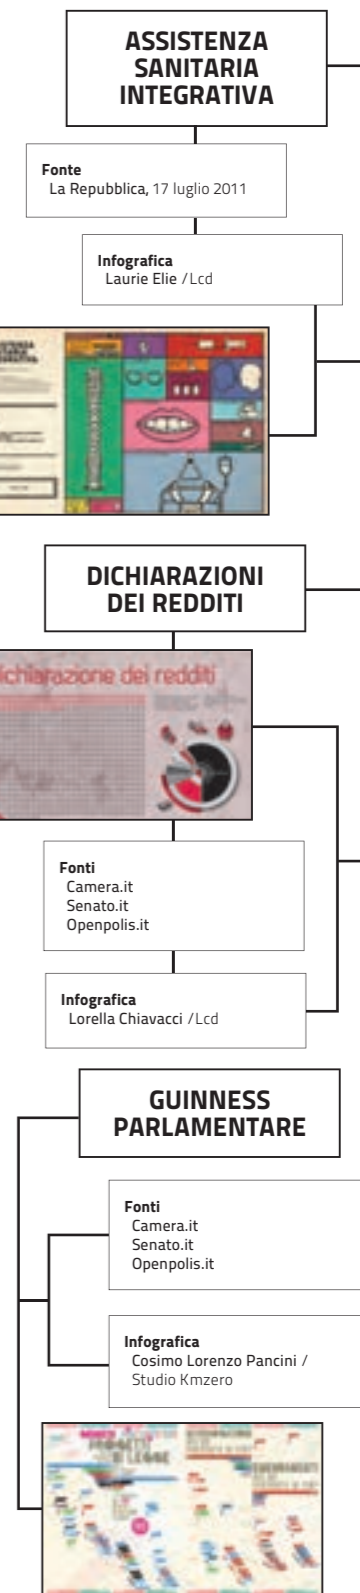 ASSISTENZA
SANITARIA
INTEGRATIVA
Fonte
La Repubblica, 17 luglio 2011
Infografica
Laurie Elie / Lcd
DICHIARAZIONI
DEI REDDITI
dichiarazione dei redditi
Fonti
Camera.it
Senato.it
Openpolis.it
Infografica
Lorella Chiavacci / Lcd
GUINNESS
PARLAMENTARE
Fonti
Camera.it
Senato.it
Openpolis.it
Infografica
Cosimo Lorenzo Pancini /
Studio Kmzero
PROGETTI
DI LEGGE